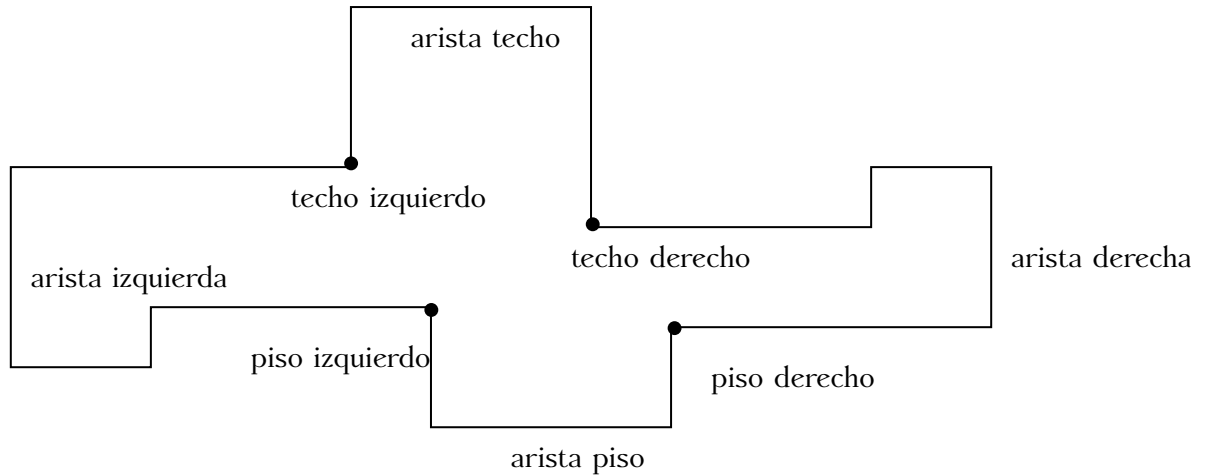 arista techo
techo izquierdo
techo derecho
arista derecha
arista izquierda
piso izquierdo
piso derecho
arista piso